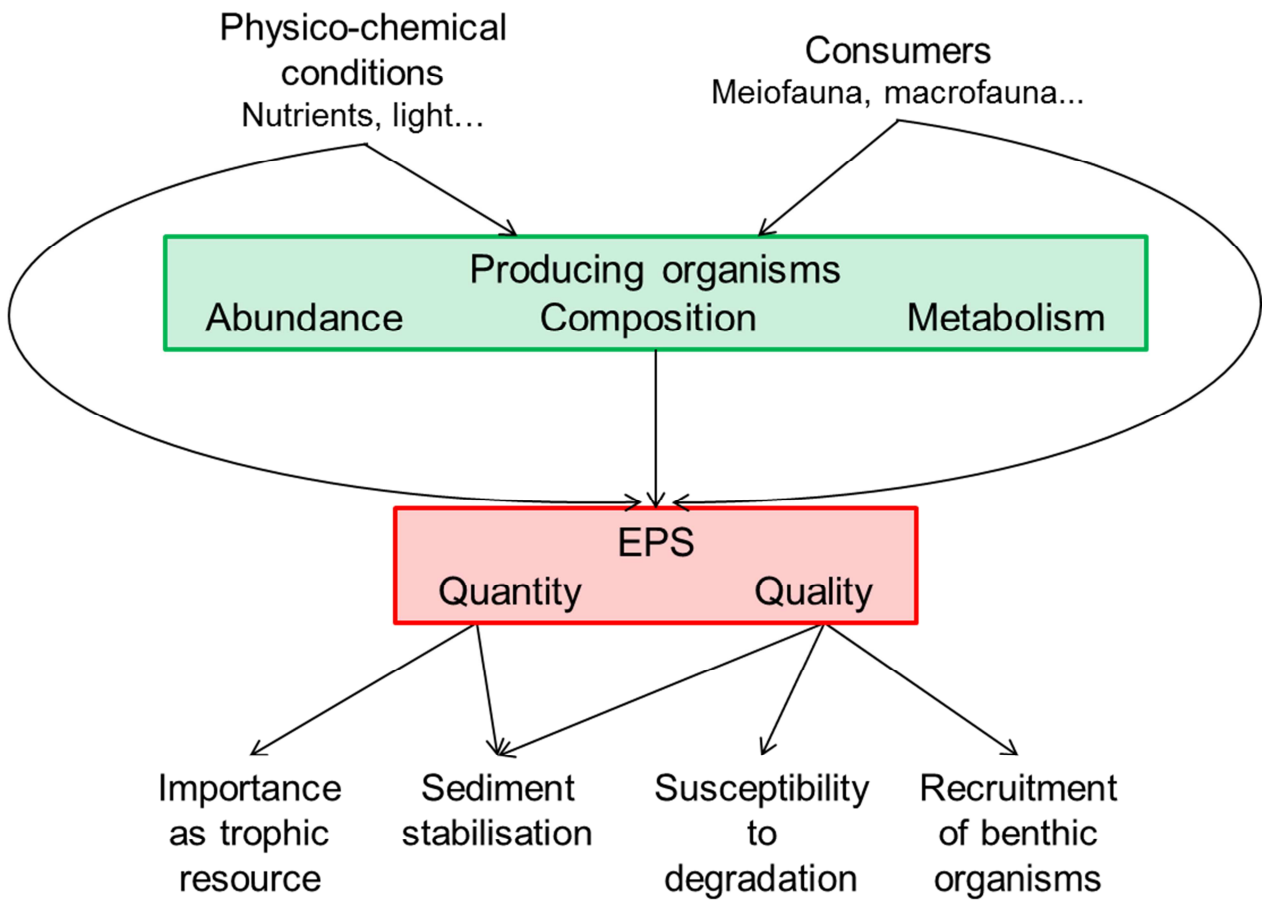 Physico-chemical
conditions
Nutrients, light…
Consumers
Meiofauna, macrofauna...
Producing organisms
Abundance Composition Metabolism
EPS
Quantity Quality
Importance
as trophic
resource
Sediment
stabilisation
Susceptibility
to
degradation
Recruitment
of benthic
organisms